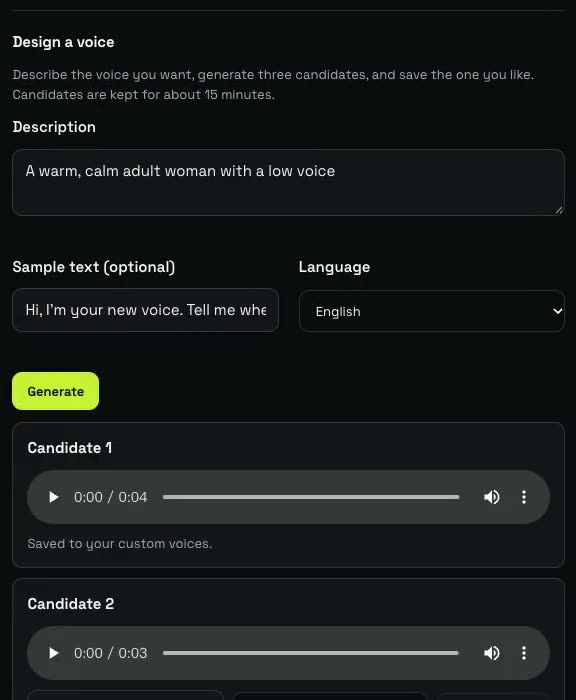 Design a voice
Describe the voice you want, generate three candidates, and save the one you like.
Candidates are kept for about 15 minutes.
Description
A warm, calm adult woman with a low voice
Sample text (optional)
Language
Hi, I'm your new voice. Tell me whe
English
Generate
Candidate 1
0:00 / 0:04
Saved to your custom voices.
Candidate 2
0:00 / 0:03